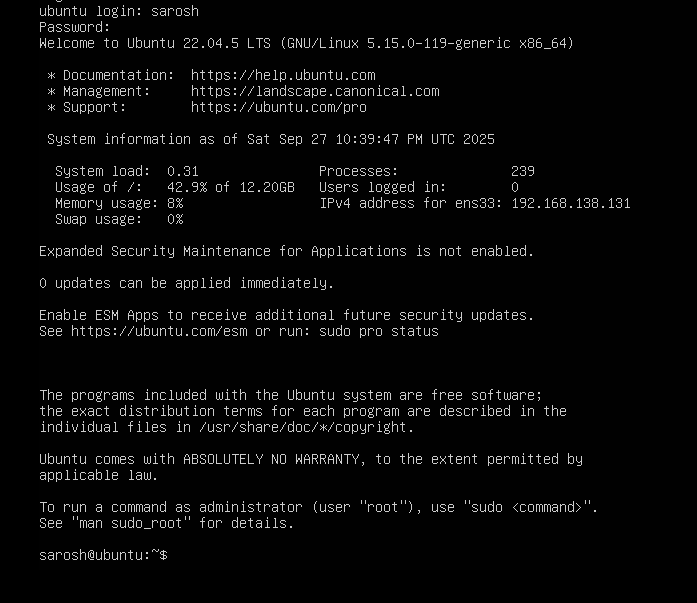 ubuntu login: sarosh
Password:
Welcome to Ubuntu 22.04.5 LTS (GNU/Linux 5.15.0-119-generic x86_64)
* Documentation:  https://help.ubuntu.com
* Management:     https://landscape.canonical.com
* Support:        https://ubuntu.com/pro
System information as of Sat Sep 27 10:39:47 PM UTC 2025
System load:  0.31               Processes:              239
Usage of /:   42.9% of 12.20GB   Users logged in:        0
Memory usage: 8%                 IPv4 address for ens33: 192.168.138.131
Swap usage:   0%
Expanded Security Maintenance for Applications is not enabled.
0 updates can be applied immediately.
Enable ESM Apps to receive additional future security updates.
See https://ubuntu.com/esm or run: sudo pro status
The programs included with the Ubuntu system are free software;
the exact distribution terms for each program are described in the
individual files in /usr/share/doc/*/copyright.
Ubuntu comes with ABSOLUTELY NO WARRANTY, to the extent permitted by
applicable law.
To run a command as administrator (user "root"), use "sudo <command>".
See "man sudo_root" for details.
sarosh@ubuntu:~$